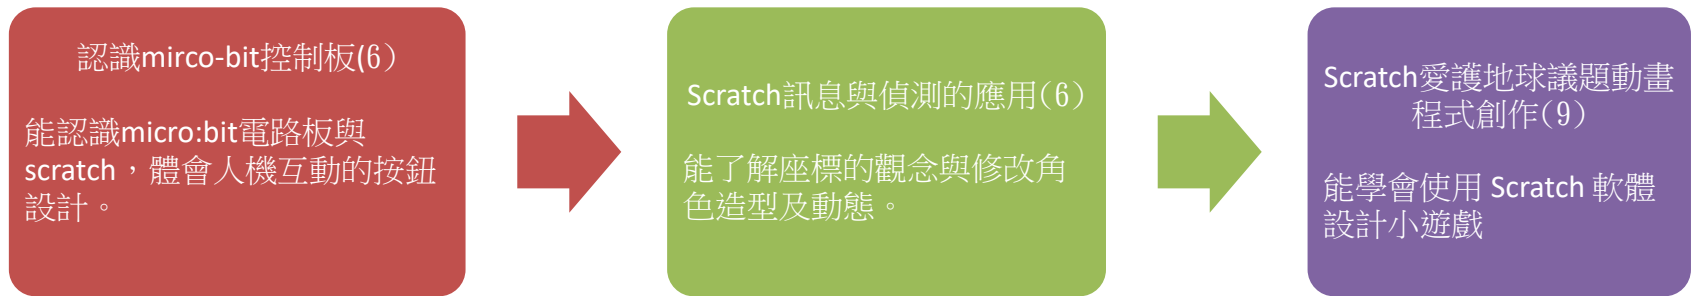 認識mirco-bit控制板(6)
能認識micro:bit電路板與
scratch，體會人機互動的按鈕
設計。
Scratch訊息與偵測的應用(6)
能了解座標的觀念與修改角
色造型及動態。
Scratch愛護地球議題動畫
程式創作(9)
能學會使用 Scratch 軟體
設計小遊戲